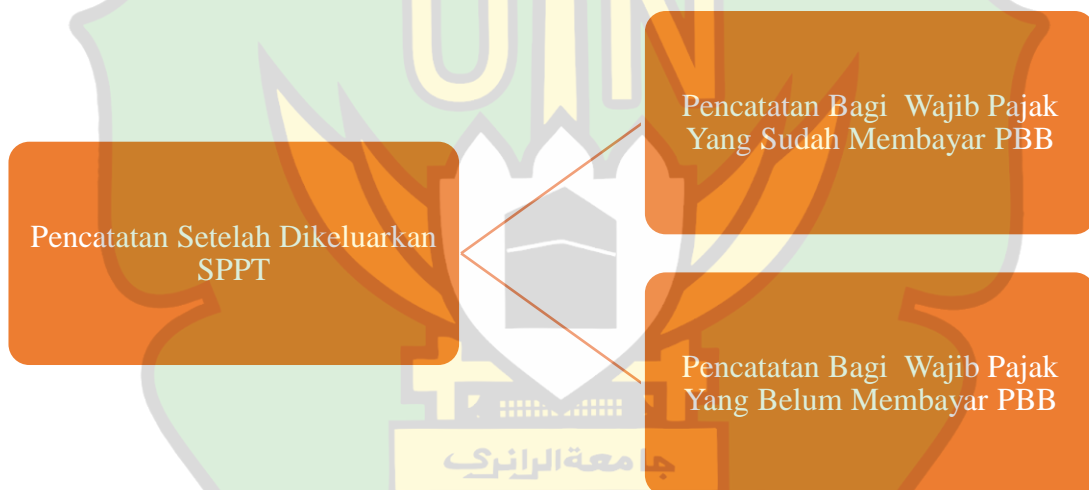 UIN
Pencatatan Bagi  Wajib Pajak
Yang Sudah Membayar PBB
Pencatatan Setelah Dikeluarkan
SPPT
Pencatatan Bagi  Wajib Pajak
Yang Belum Membayar PBB
جامعةالرانري